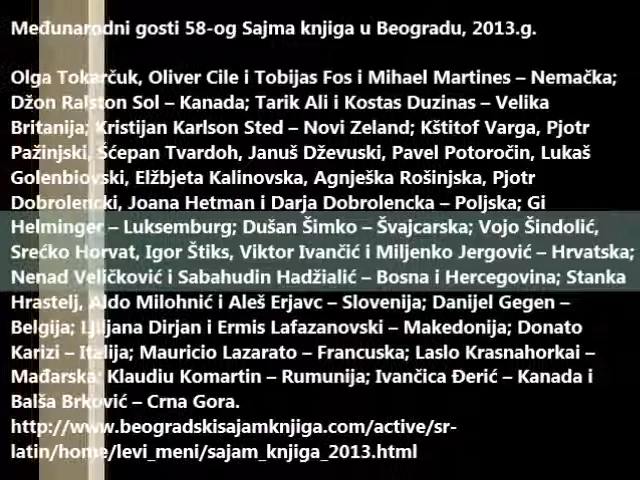 Međunarodni gosti 58-og Sajma knjiga u Beogradu, 2013.g.
Olga Tokarčuk, Oliver Cile i Tobijas Fos i Mihael Martines – Nemačka;
Džon Ralston Sol – Kanada; Tarik Ali i Kostas Duzinas – Velika
Britanija; Kristijan Karlson Sted – Novi Zeland; Kštitof Varga, Pjotr
Pažinjski, Šćepan Tvardoh, Januš Dževuski, Pavel Potoročin, Lukaš
Golenbiovski, Elžbjeta Kalinovska, Agnješka Rošinjska, Pjotr
Dobrolencki, Joana Hetman i Darja Dobrolencka – Poljska; Gi
Helminger – Luksemburg; Dušan Šimko – Švajcarska; Vojo Šindolić,
Srećko Horvat, Igor Štiks, Viktor Ivančić i Miljenko Jergović – Hrvatska;
Nenad Veličković i Sabahudin Hadžialić – Bosna i Hercegovina; Stanka
Hrastelj, Aldo Milohnić i Aleš Erjavc – Slovenija; Danijel Gegen –
Belgija; Ljiljana Dirjan i Ermis Lafazanovski – Makedonija; Donato
Karizi – Italija; Mauricio Lazarato – Francuska; Laslo Krasnahorkai –
Mađarska; Klaudiu Komartin – Rumunija; Ivančica Đerić – Kanada i
Balša Brković – Crna Gora.
http://www.beogradskisajamknjiga.com/active/sr-
latin/home/levi_meni/sajam_knjiga_2013.html